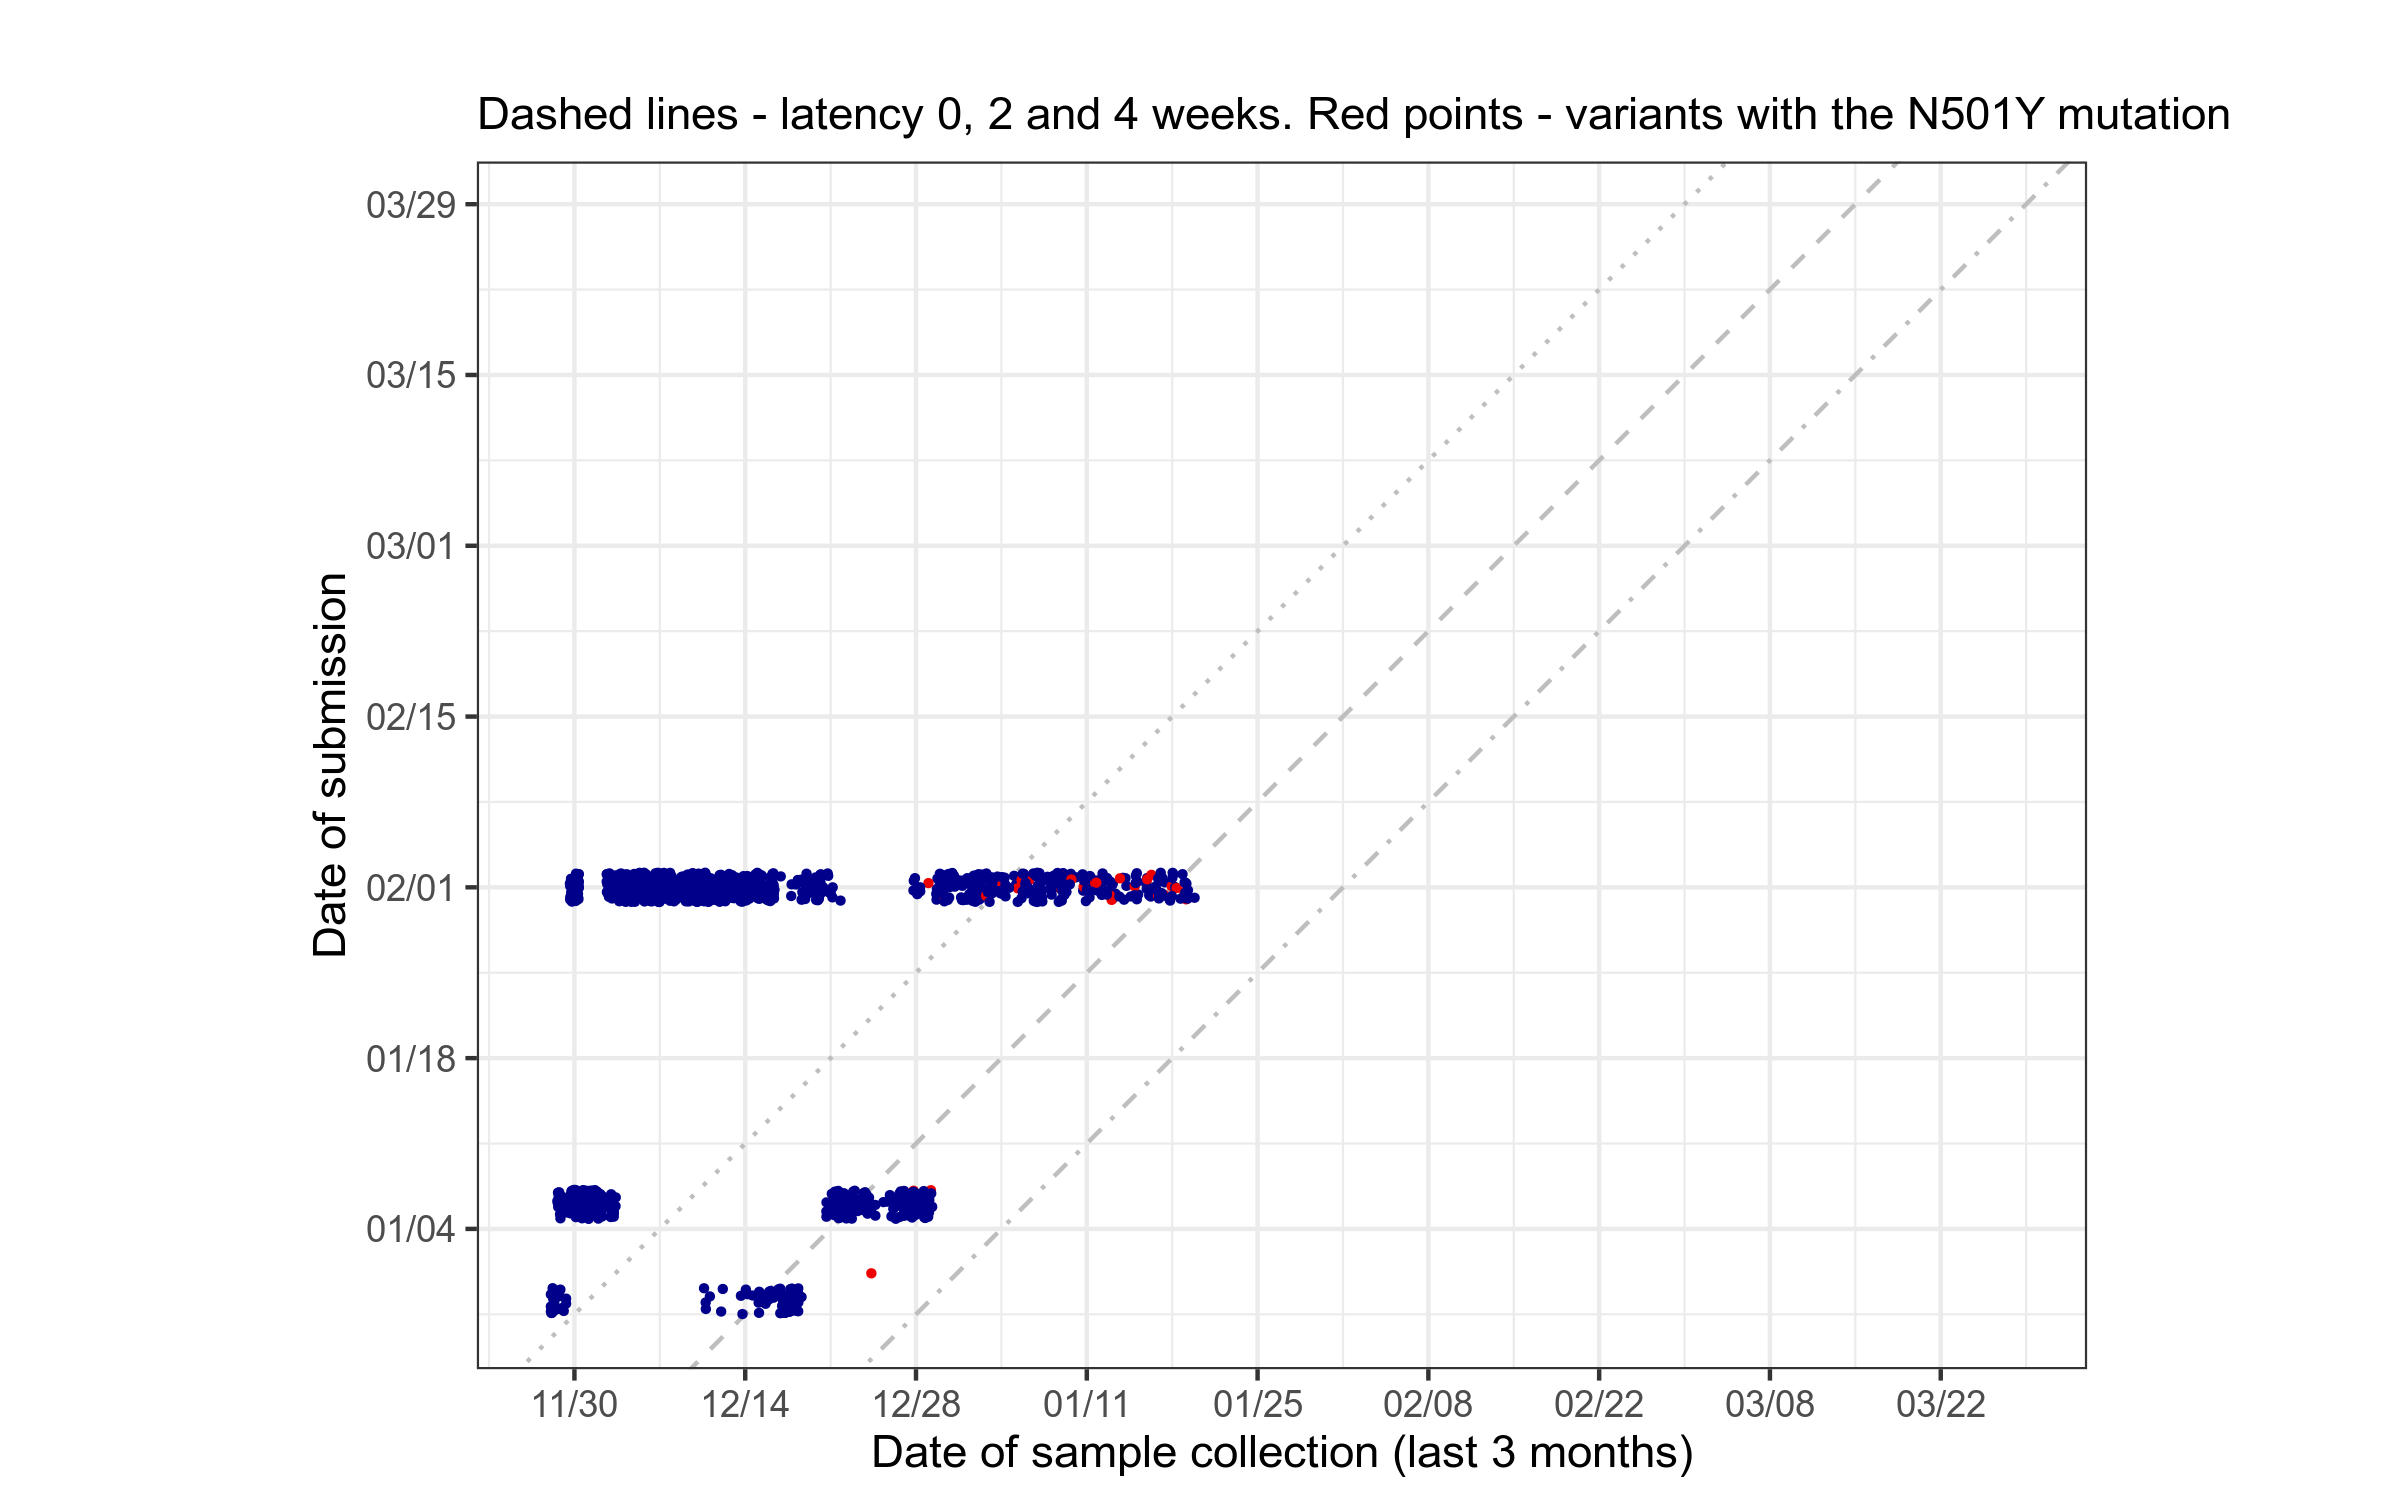 Dashed lines - latency 0, 2 and 4 weeks. Red points - variants with the N501Y mutation
Date of submission
03/29
03/15
03/01
02/15
02/01
01/18
01/04
11/30 12/14 12/28 01/11 01/25 02/08 02/22 03/08 03/22
Date of sample collection (last 3 months)